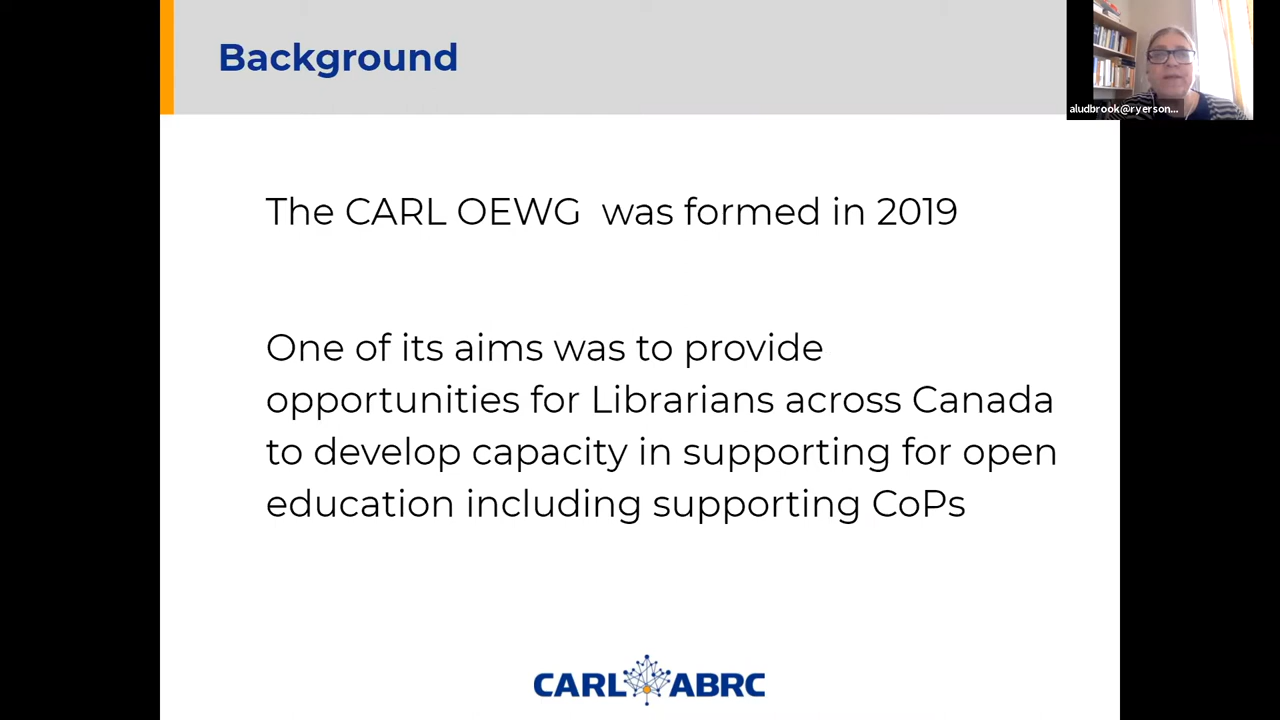 Background
aludbrook@ryerson...
The CARL OEWG was formed in 2019
One of its aims was to provide
opportunities for Librarians across Canada
to develop capacity in supporting for open
education including supporting CoPs
CARL ABRC